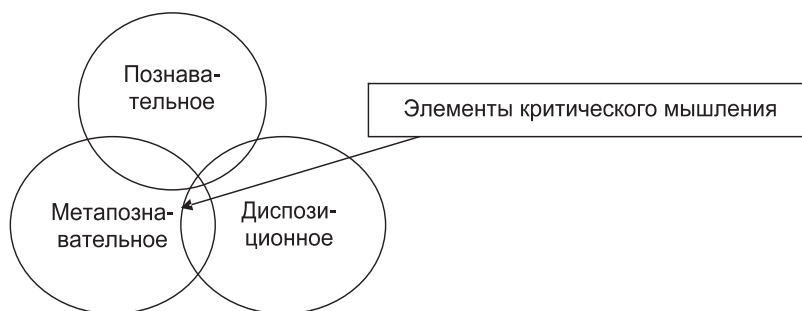 Познава-
тельное
Элементы критического мышления
Метапозна-
вательное
Диспози-
ционное